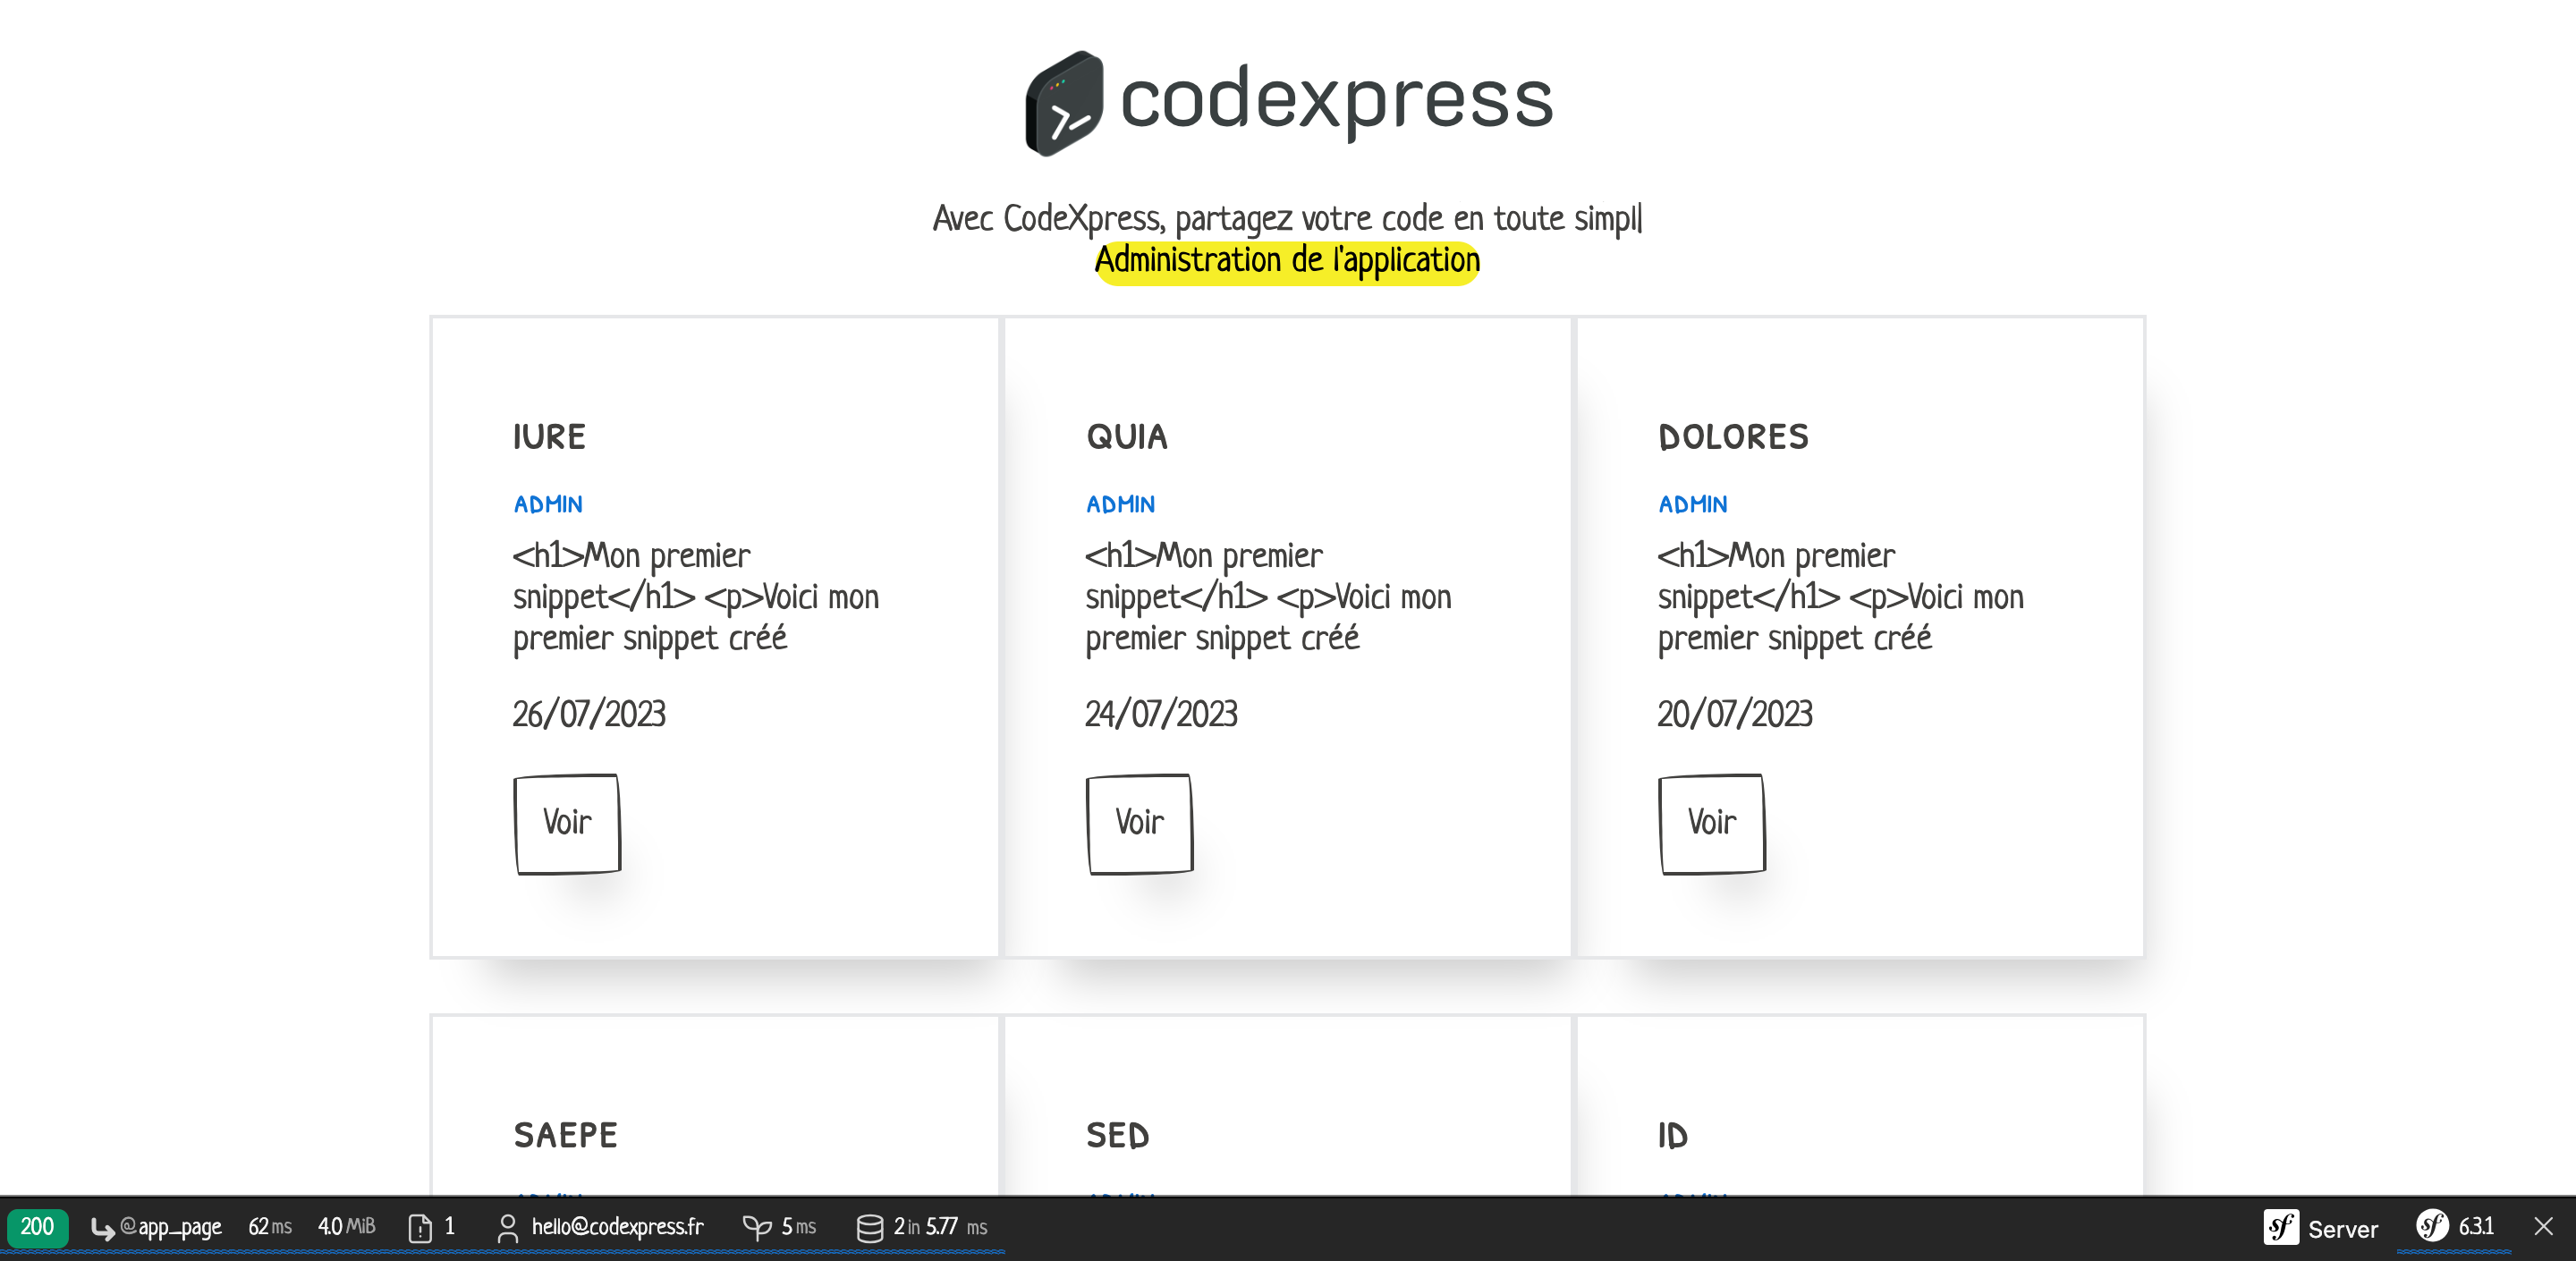 codexpress
Avec CodeXpress, partagez votre code en toute simpl|
Administration de l'application
IURE
ADMIN
<h1>Mon premier
snippet</h1> <p>Voici mon
premier snippet créé
26/07/2023
Voir
QUIA
ADMIN
<h1>Mon premier
snippet</h1> <p>Voici mon
premier snippet créé
24/07/2023
Voir
DOLORES
ADMIN
<h1>Mon premier
snippet</h1> <p>Voici mon
premier snippet créé
20/07/2023
Voir
SAEPE
SED
ID
200 @app_page 62 ms 4.0 MiB 1 hello@codexpress.fr 5 ms 2 in 5.77 ms sf Server sf 6.3.1